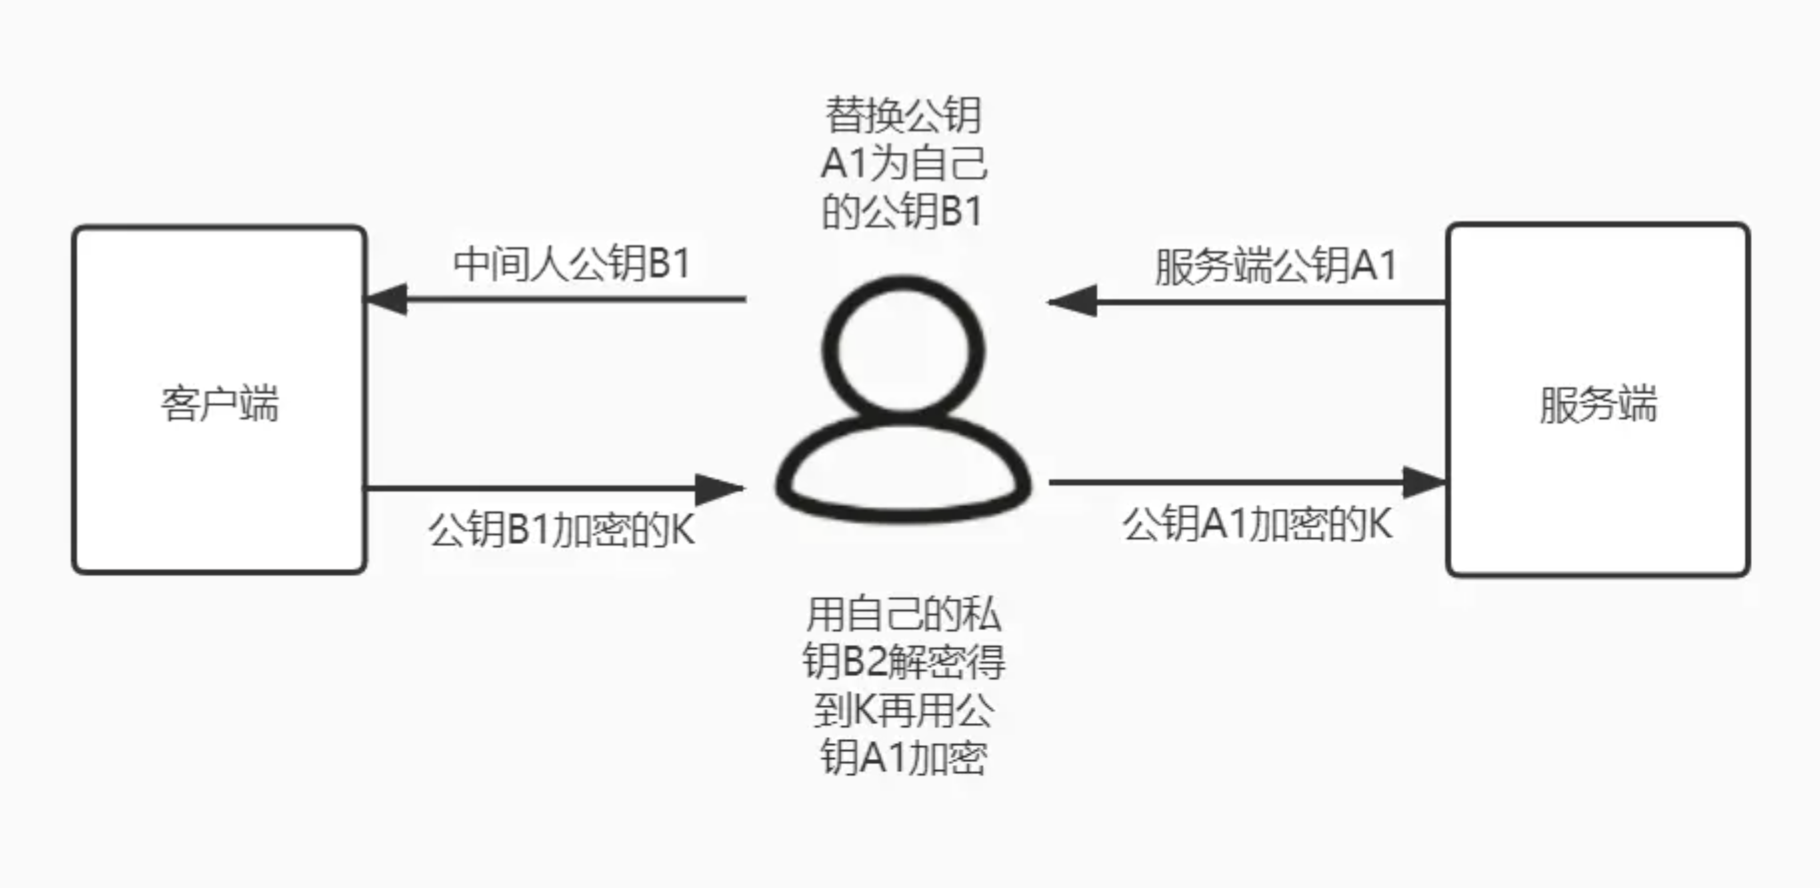 替换公钥
A1为自己
的公钥B1
中间人公钥B1
服务端公钥A1
客户端
服务端
公钥B1加密的K
公钥A1加密的K
用自己的私
钥B2解密得
到K再用公
钥A1加密